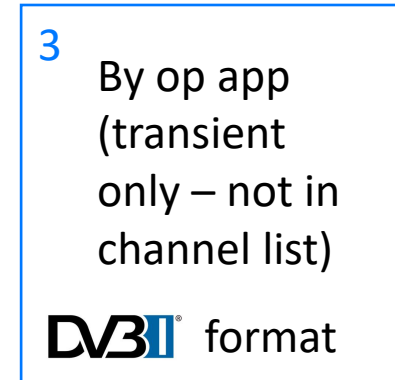 3
By op app
(transient
only – not in
channel list)
DVB I® format